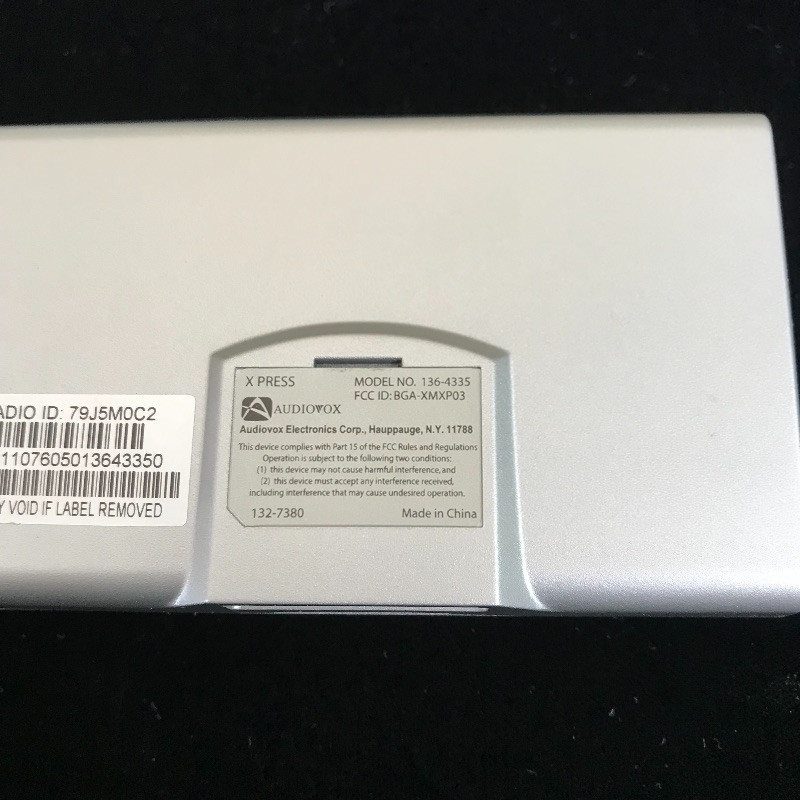 X PRESS MODEL NO. 136-4335
FCC ID: BGA-XMXP03
AUDIOVOX
Audiovox Electronics Corp., Hauppauge, N.Y. 11788
This device complies with Part 15 of the FCC Rules and Regulations
Operation is subject to the following two conditions:
(1) this device may not cause harmful interference, and
(2) this device must accept any interference received,
including interference that may cause undesired operation.
132-7380 Made in China
ADIO ID: 79J5M0C2
1107605013643350
Y VOID IF LABEL REMOVED